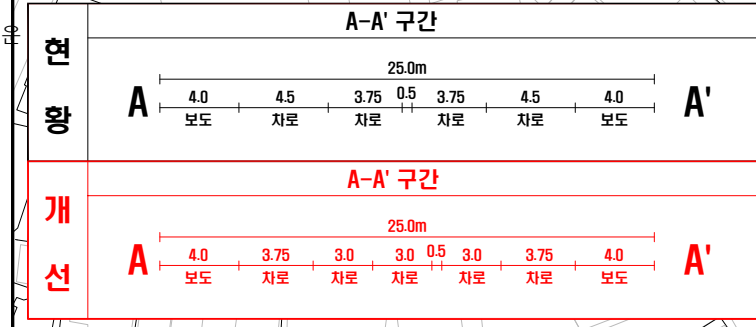 현황
A-A' 구간
25.0m
A 4.0 4.5 3.75 0.5 3.75 4.5 4.0 A'
보도 차로 차로 차로 차로 보도
개선
A-A' 구간
25.0m
A 4.0 3.75 3.0 3.0 0.5 3.0 3.75 4.0 A'
보도 차로 차로 차로 차로 차로 보도